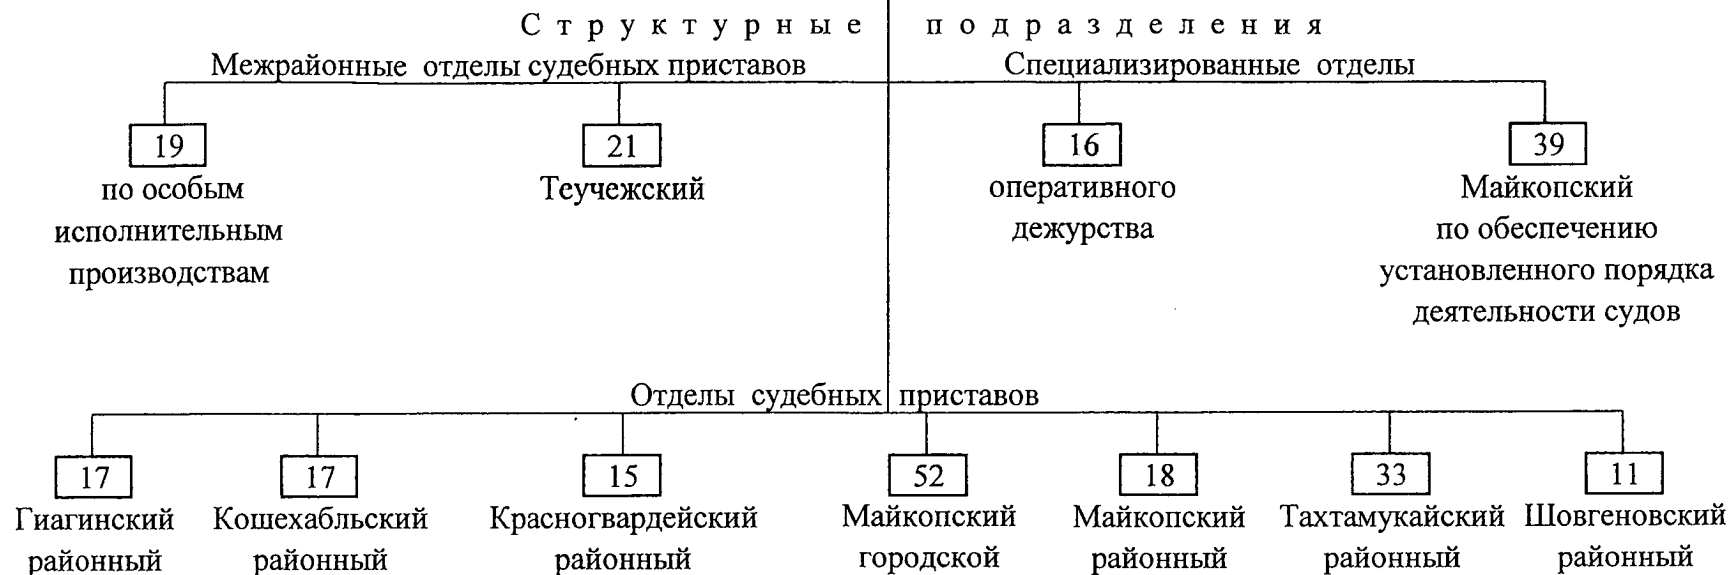 Структурные подразделения
Межрайонные отделы судебных приставов
Специализированные отделы
19
по особым
исполнительным
производствам
21
Теучежский
16
оперативного
дежурства
39
Майкопский
по обеспечению
установленного порядка
деятельности судов
Отделы судебных приставов
17
Гиагинский
районный
17
Кошехабльский
районный
15
Красногвардейский
районный
52
Майкопский
городской
18
Майкопский
районный
33
Тахтамукайский
районный
11
Шовгеновский
районный